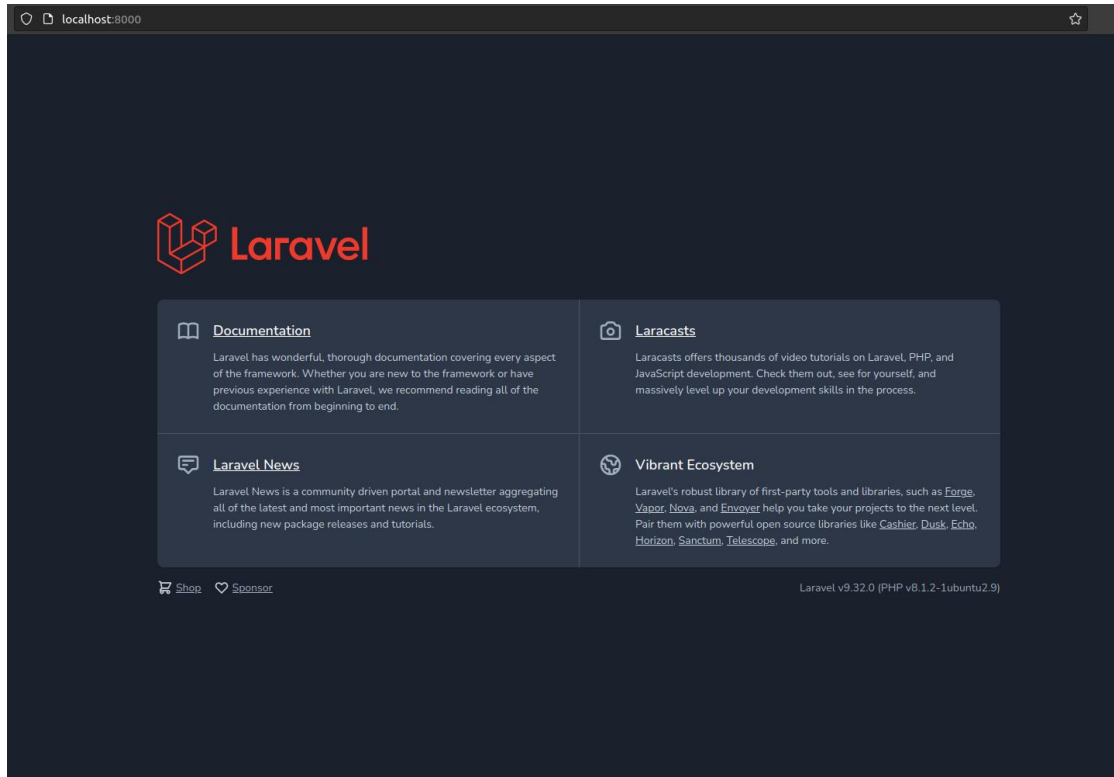 localhost:8000
Laravel
Documentation
Laravel has wonderful, thorough documentation covering every aspect
of the framework. Whether you are new to the framework or have
previous experience with Laravel, we recommend reading all of the
documentation from beginning to end.
Laracasts
Laracasts offers thousands of video tutorials on Laravel, PHP, and
JavaScript development. Check them out, see for yourself, and
massively level up your development skills in the process.
Laravel News
Laravel News is a community driven portal and newsletter aggregating
all of the latest and most important news in the Laravel ecosystem,
including new package releases and tutorials.
Vibrant Ecosystem
Laravel's robust library of first-party tools and libraries, such as Forge,
Vapor, Nova, and Envoyer help you take your projects to the next level.
Pair them with powerful open source libraries like Cashier, Dusk, Echo,
Horizon, Sanctum, Telescope, and more.
Shop Sponsor
Laravel v9.32.0 (PHP v8.1.2-1ubuntu2.9)